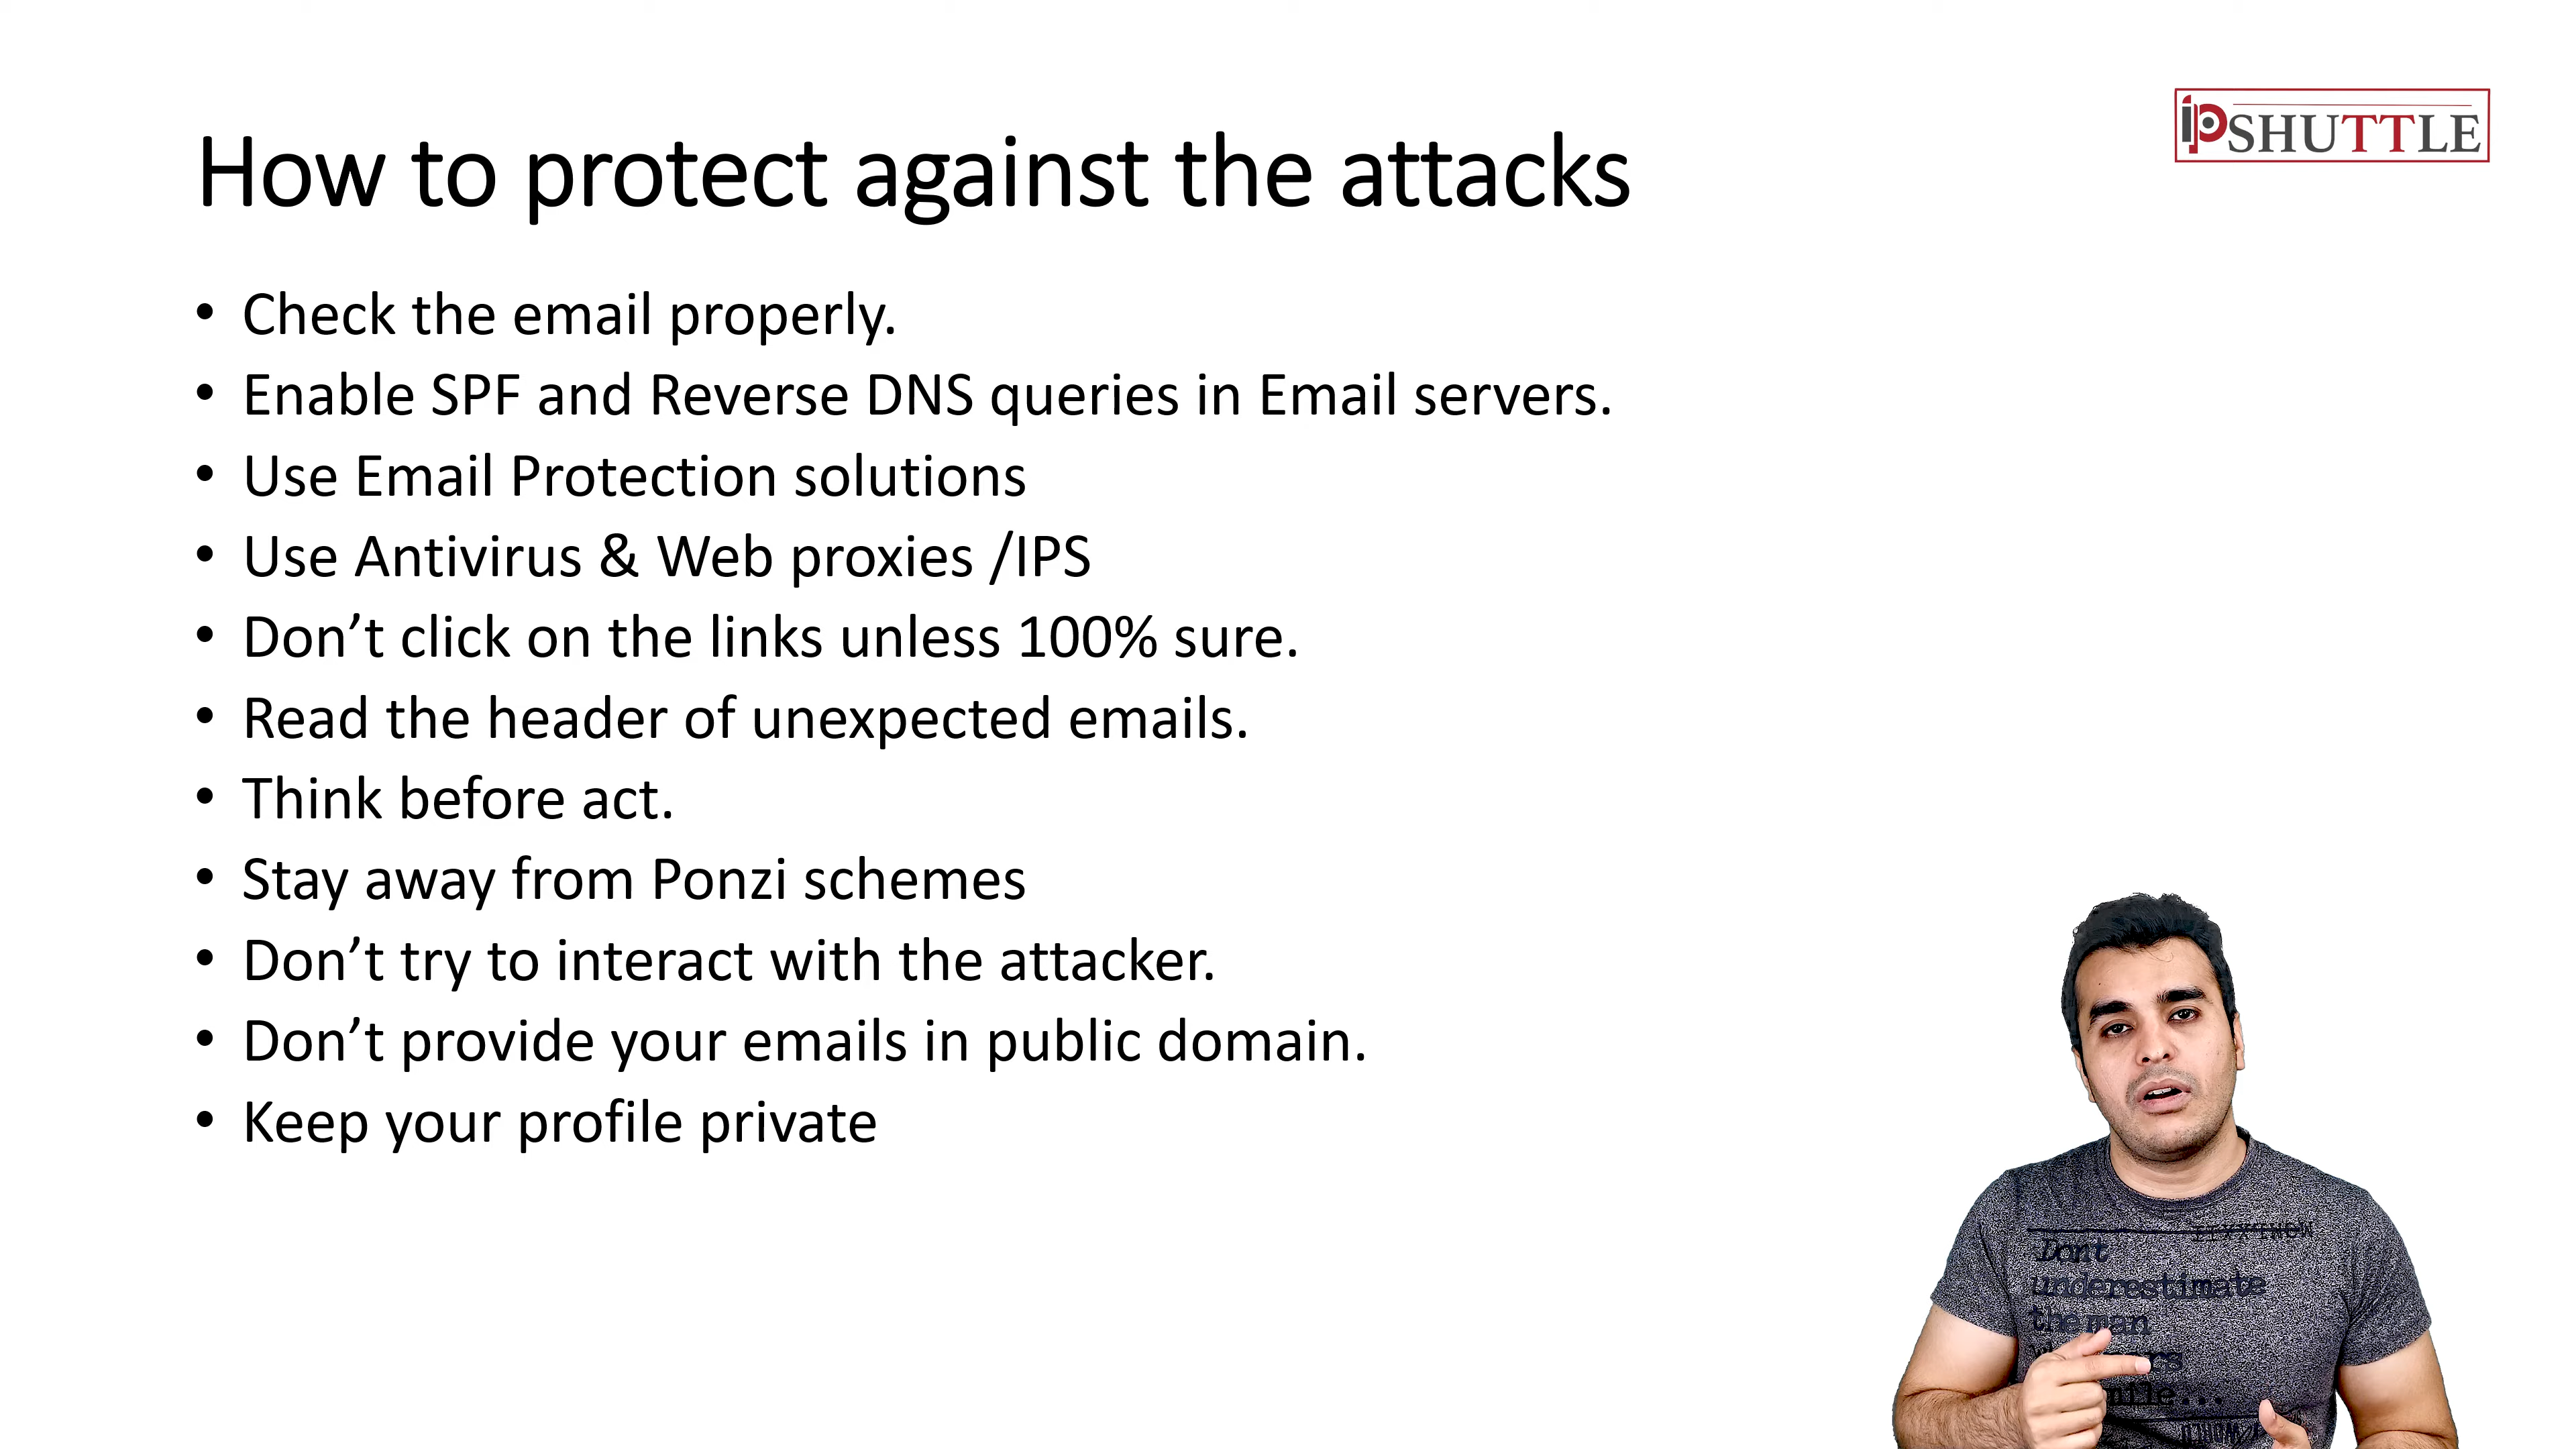 How to protect against the attacks
ipSHUTTLE
• Check the email properly.
• Enable SPF and Reverse DNS queries in Email servers.
• Use Email Protection solutions
• Use Antivirus & Web proxies /IPS
• Don’t click on the links unless 100% sure.
• Read the header of unexpected emails.
• Think before act.
• Stay away from Ponzi schemes
• Don’t try to interact with the attacker.
• Don’t provide your emails in public domain.
• Keep your profile private
Dont
underestimate
the man